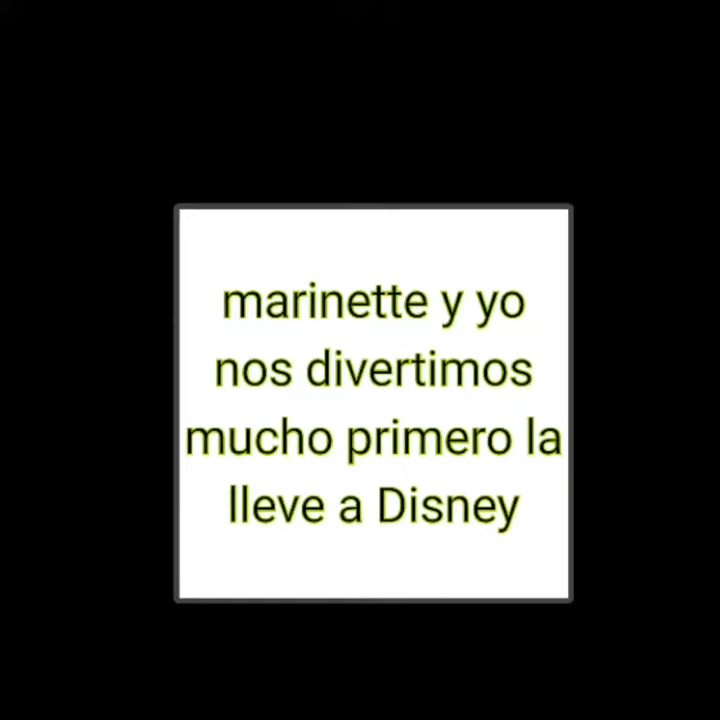 marinette y yo
nos divertimos
mucho primero la
lleve a Disney